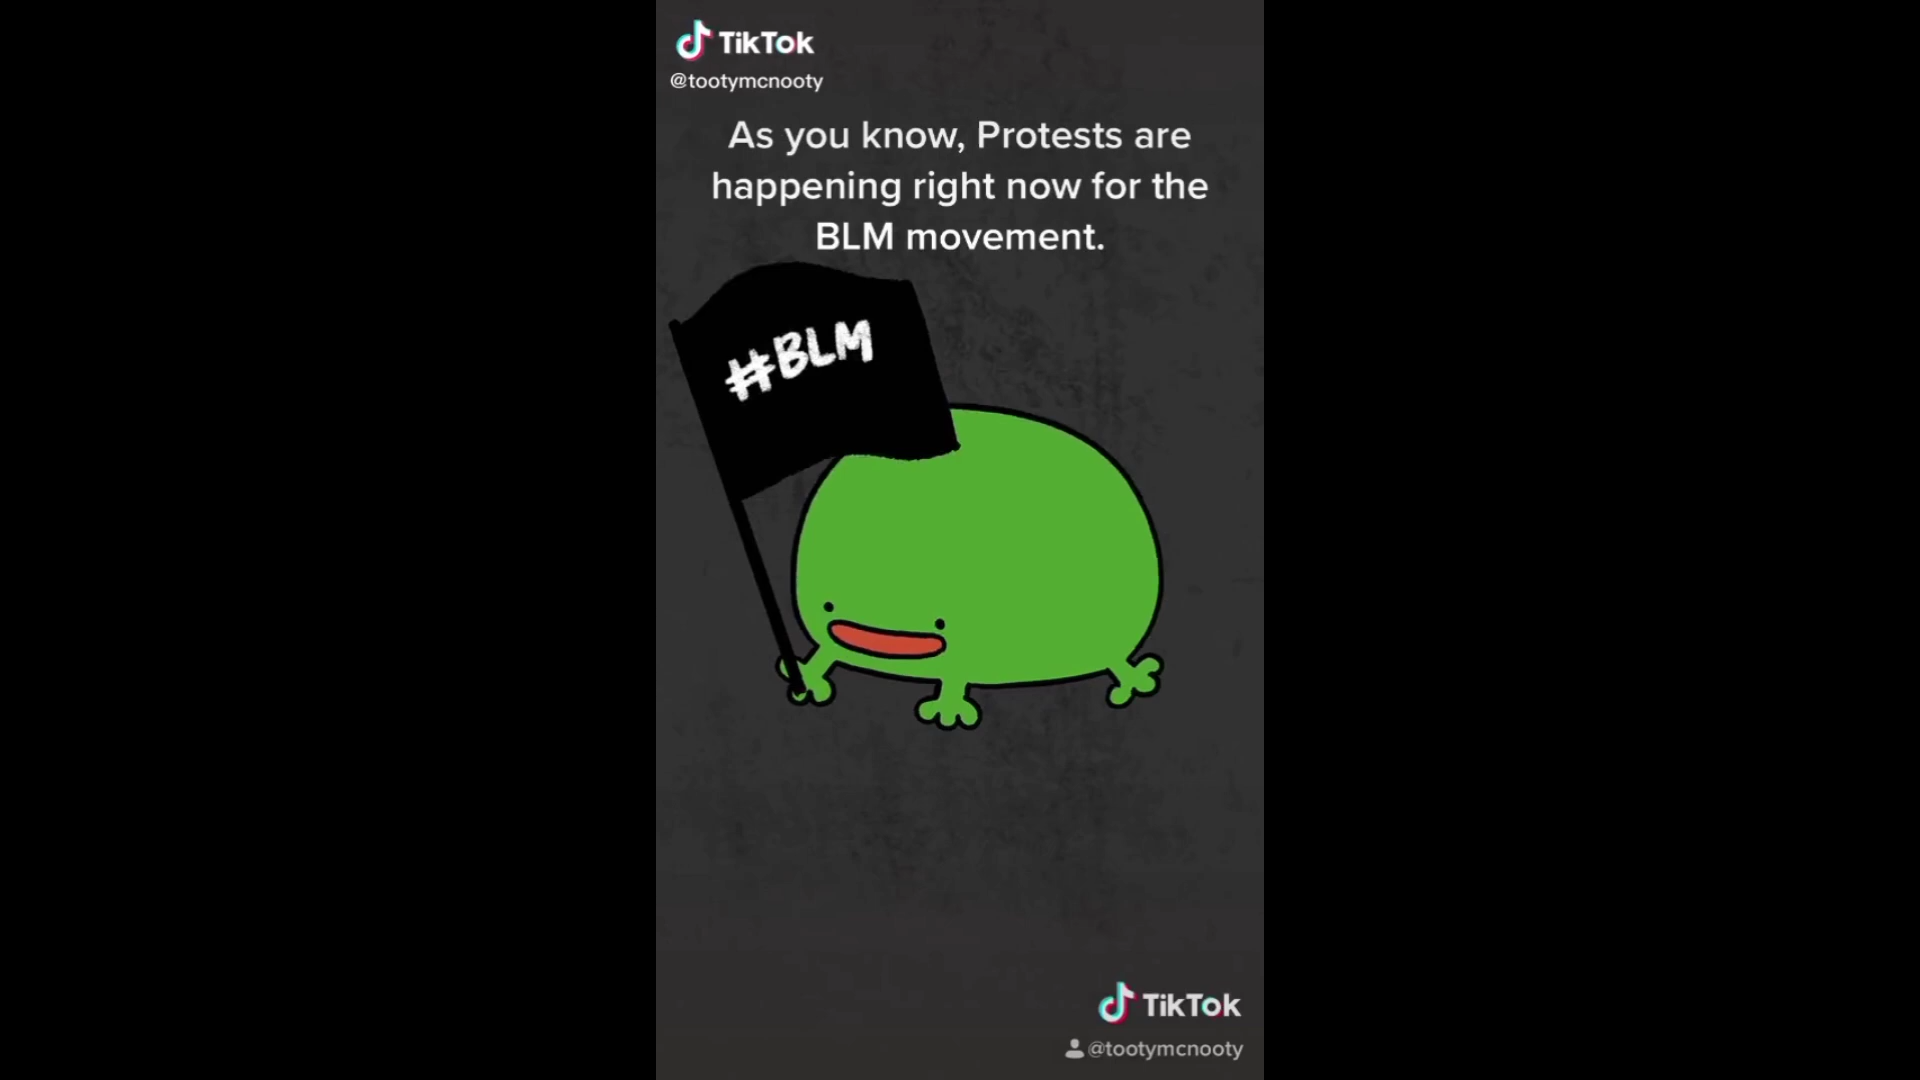 TikTok
@tootymcnooty
As you know, Protests are
happening right now for the
BLM movement.
#BLM
TikTok
@tootymcnooty